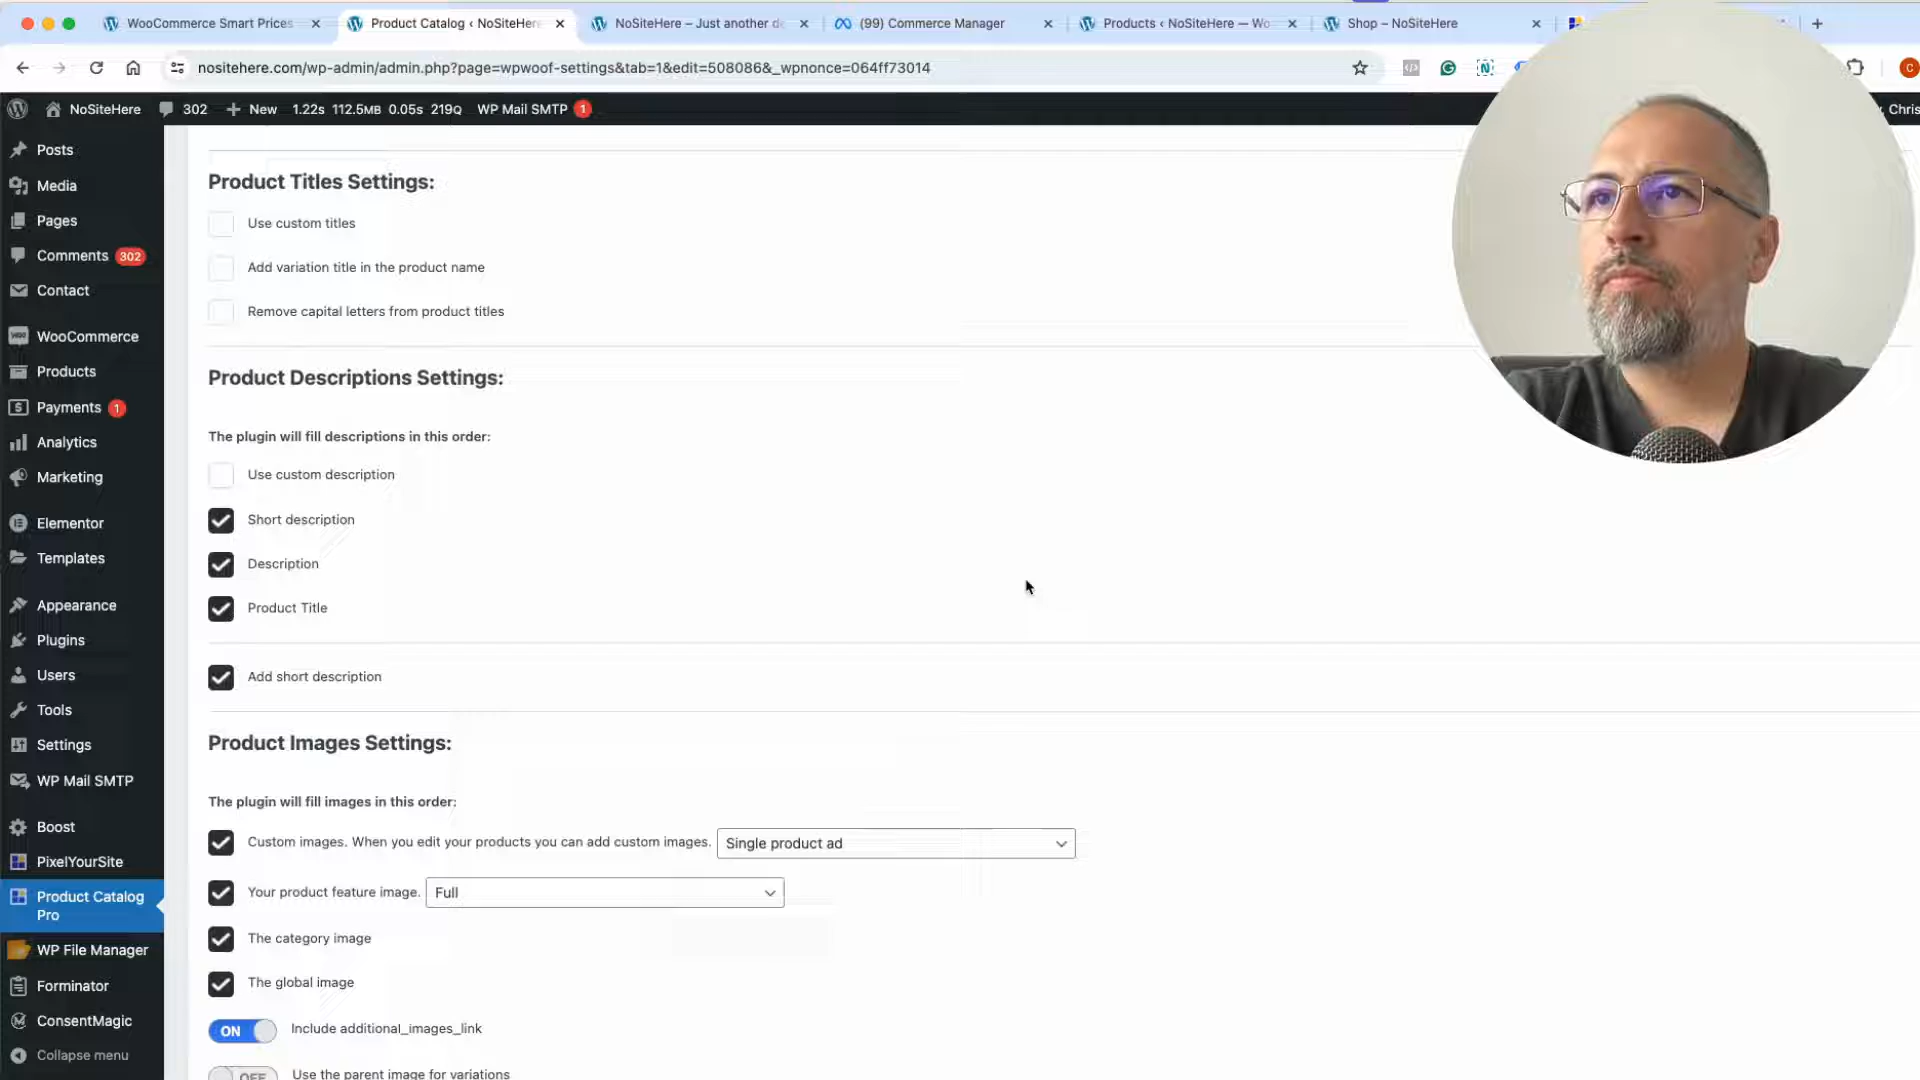 WooCommerce Smart Prices
Product Catalog ‹ NoSiteHere
NoSiteHere – Just another de
(99) Commerce Manager
Products ‹ NoSiteHere — Wo
Shop – NoSiteHere
nositehere.com/wp-admin/admin.php?page=wpwoof-settings&tab=1&edit=508086&_wpnonce=064ff73014
C
NoSiteHere
302
New
1.22s 112.5MB 0.05s 219Q
WP Mail SMTP 1
, Chris
Posts
Media
Pages
Comments 302
Contact
WooCommerce
Products
Payments 1
Analytics
Marketing
Elementor
Templates
Appearance
Plugins
Users
Tools
Settings
WP Mail SMTP
Boost
PixelYourSite
Product Catalog
Pro
WP File Manager
Forminator
ConsentMagic
Collapse menu
Product Titles Settings:
Use custom titles
Add variation title in the product name
Remove capital letters from product titles
Product Descriptions Settings:
The plugin will fill descriptions in this order:
Use custom description
Short description
Description
Product Title
Add short description
Product Images Settings:
The plugin will fill images in this order:
Custom images. When you edit your products you can add custom images. Single product ad
Your product feature image. Full
The category image
The global image
ON Include additional_images_link
OFF Use the parent image for variations